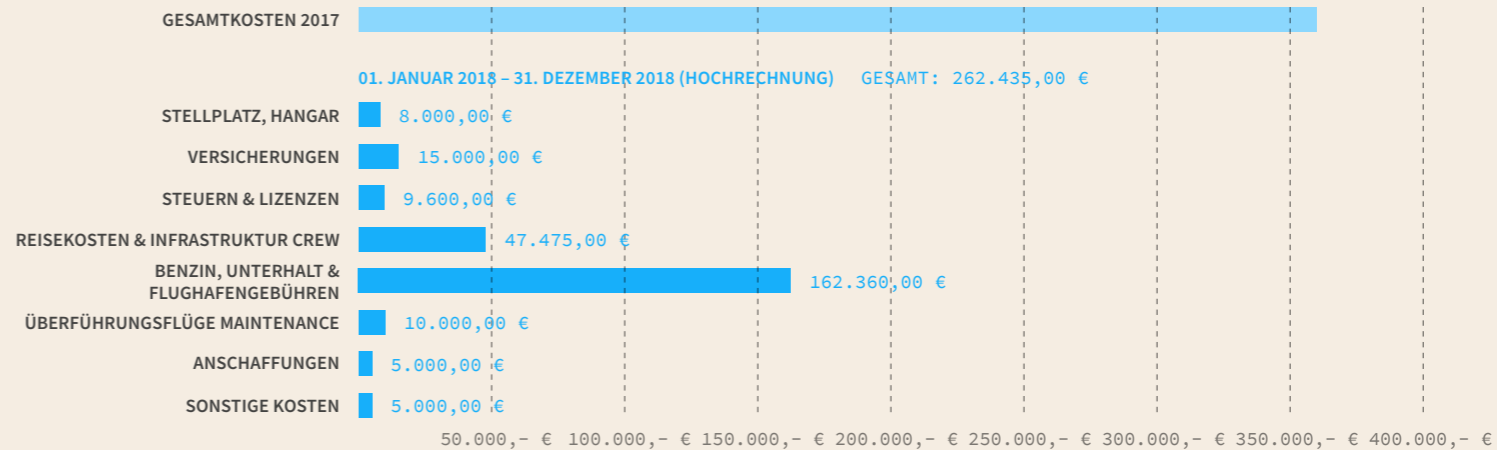 GESAMTKOSTEN 2017
01. JANUAR 2018 – 31. DEZEMBER 2018 (HOCHRECHNUNG) GESAMT: 262.435,00 €
STELLPLATZ, HANGAR 8.000,00 €
VERSICHERUNGEN 15.000,00 €
STEUERN & LIZENZEN 9.600,00 €
REISEKOSTEN & INFRASTRUKTUR CREW 47.475,00 €
BENZIN, UNTERHALT &
FLUGHAFENGEBÜHREN 162.360,00 €
ÜBERFÜHRUNGSFLÜGE MAINTENANCE 10.000,00 €
ANSCHAFFUNGEN 5.000,00 €
SONSTIGE KOSTEN 5.000,00 €
50.000,- € 100.000,- € 150.000,- € 200.000,- € 250.000,- € 300.000,- € 350.000,- € 400.000,- €